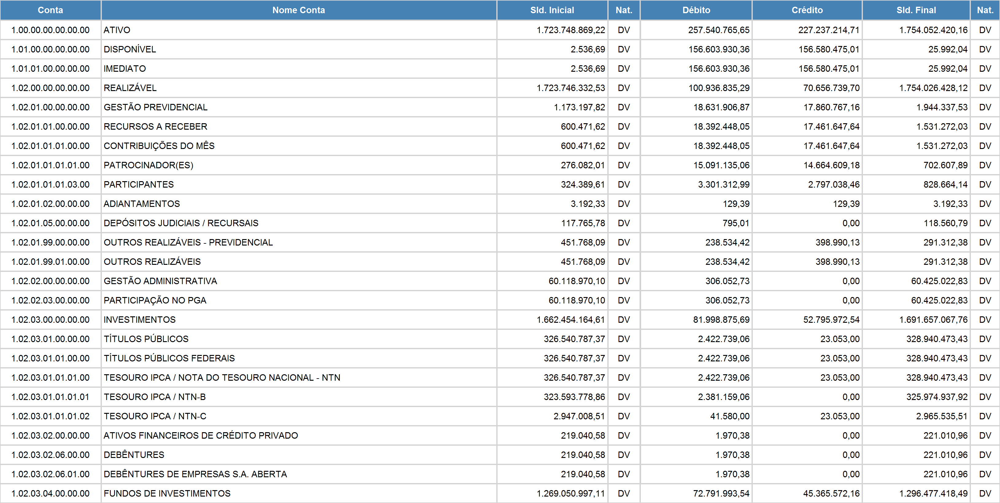 Conta Nome Conta Sld. Inicial Nat. Débito Crédito Sld. Final Nat.
1.00.00.00.00.00.00 ATIVO 1.723.748.869,22 DV 257.540.765,65 227.237.214,71 1.754.052.420,16 DV
1.01.00.00.00.00.00 DISPONÍVEL 2.536,69 DV 156.603.930,36 156.580.475,01 25.992,04 DV
1.01.01.00.00.00.00 IMEDIATO 2.536,69 DV 156.603.930,36 156.580.475,01 25.992,04 DV
1.02.00.00.00.00.00 REALIZÁVEL 1.723.746.332,53 DV 100.936.835,29 70.656.739,70 1.754.026.428,12 DV
1.02.01.00.00.00.00 GESTÃO PREVIDENCIAL 1.173.197,82 DV 18.631.906,87 17.860.767,16 1.944.337,53 DV
1.02.01.01.00.00.00 RECURSOS A RECEBER 600.471,62 DV 18.392.448,05 17.461.647,64 1.531.272,03 DV
1.02.01.01.01.00.00 CONTRIBUIÇÕES DO MÊS 600.471,62 DV 18.392.448,05 17.461.647,64 1.531.272,03 DV
1.02.01.01.01.01.00 PATROCINADOR(ES) 276.082,01 DV 15.091.135,06 14.664.609,18 702.607,89 DV
1.02.01.01.01.03.00 PARTICIPANTES 324.389,61 DV 3.301.312,99 2.797.038,46 828.664,14 DV
1.02.01.02.00.00.00 ADIANTAMENTOS 3.192,33 DV 129,39 129,39 3.192,33 DV
1.02.01.05.00.00.00 DEPÓSITOS JUDICIAIS / RECURSAIS 117.765,78 DV 795,01 0,00 118.560,79 DV
1.02.01.99.00.00.00 OUTROS REALIZÁVEIS - PREVIDENCIAL 451.768,09 DV 238.534,42 398.990,13 291.312,38 DV
1.02.01.99.01.00.00 OUTROS REALIZÁVEIS 451.768,09 DV 238.534,42 398.990,13 291.312,38 DV
1.02.02.00.00.00.00 GESTÃO ADMINISTRATIVA 60.118.970,10 DV 306.052,73 0,00 60.425.022,83 DV
1.02.02.03.00.00.00 PARTICIPAÇÃO NO PGA 60.118.970,10 DV 306.052,73 0,00 60.425.022,83 DV
1.02.03.00.00.00.00 INVESTIMENTOS 1.662.454.164,61 DV 81.998.875,69 52.795.972,54 1.691.657.067,76 DV
1.02.03.01.00.00.00 TÍTULOS PÚBLICOS 326.540.787,37 DV 2.422.739,06 23.053,00 328.940.473,43 DV
1.02.03.01.01.00.00 TÍTULOS PÚBLICOS FEDERAIS 326.540.787,37 DV 2.422.739,06 23.053,00 328.940.473,43 DV
1.02.03.01.01.01.00 TESOURO IPCA / NOTA DO TESOURO NACIONAL - NTN 326.540.787,37 DV 2.422.739,06 23.053,00 328.940.473,43 DV
1.02.03.01.01.01.01 TESOURO IPCA / NTN-B 323.593.778,86 DV 2.381.159,06 0,00 325.974.937,92 DV
1.02.03.01.01.01.02 TESOURO IPCA / NTN-C 2.947.008,51 DV 41.580,00 23.053,00 2.965.535,51 DV
1.02.03.02.00.00.00 ATIVOS FINANCEIROS DE CRÉDITO PRIVADO 219.040,58 DV 1.970,38 0,00 221.010,96 DV
1.02.03.02.06.00.00 DEBÊNTURES 219.040,58 DV 1.970,38 0,00 221.010,96 DV
1.02.03.02.06.01.00 DEBÊNTURES DE EMPRESAS S.A. ABERTA 219.040,58 DV 1.970,38 0,00 221.010,96 DV
1.02.03.04.00.00.00 FUNDOS DE INVESTIMENTOS 1.269.050.997,11 DV 72.791.993,54 45.365.572,16 1.296.477.418,49 DV